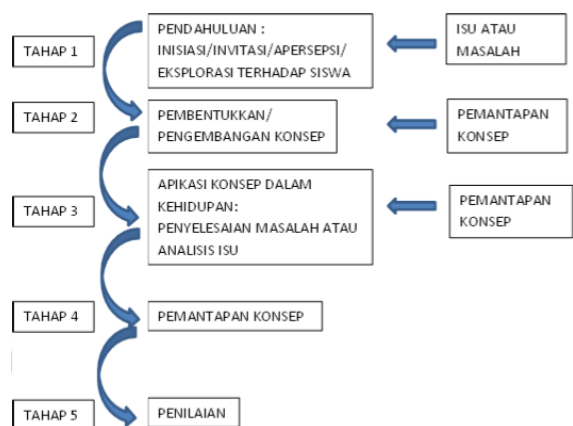 TAHAP 1
PENDAHULUAN :
INISIASI/INVITASI/APERSEPSI/
EKSPLORASI TERHADAP SISWA
ISU ATAU
MASALAH
TAHAP 2
PEMBENTUKKAN/
PENGEMBANGAN KONSEP
PEMANTAPAN
KONSEP
TAHAP 3
APIKASI KONSEP DALAM
KEHIDUPAN:
PENYELESAIAN MASALAH ATAU
ANALISIS ISU
PEMANTAPAN
KONSEP
TAHAP 4
PEMANTAPAN KONSEP
TAHAP 5
PENILAIAN